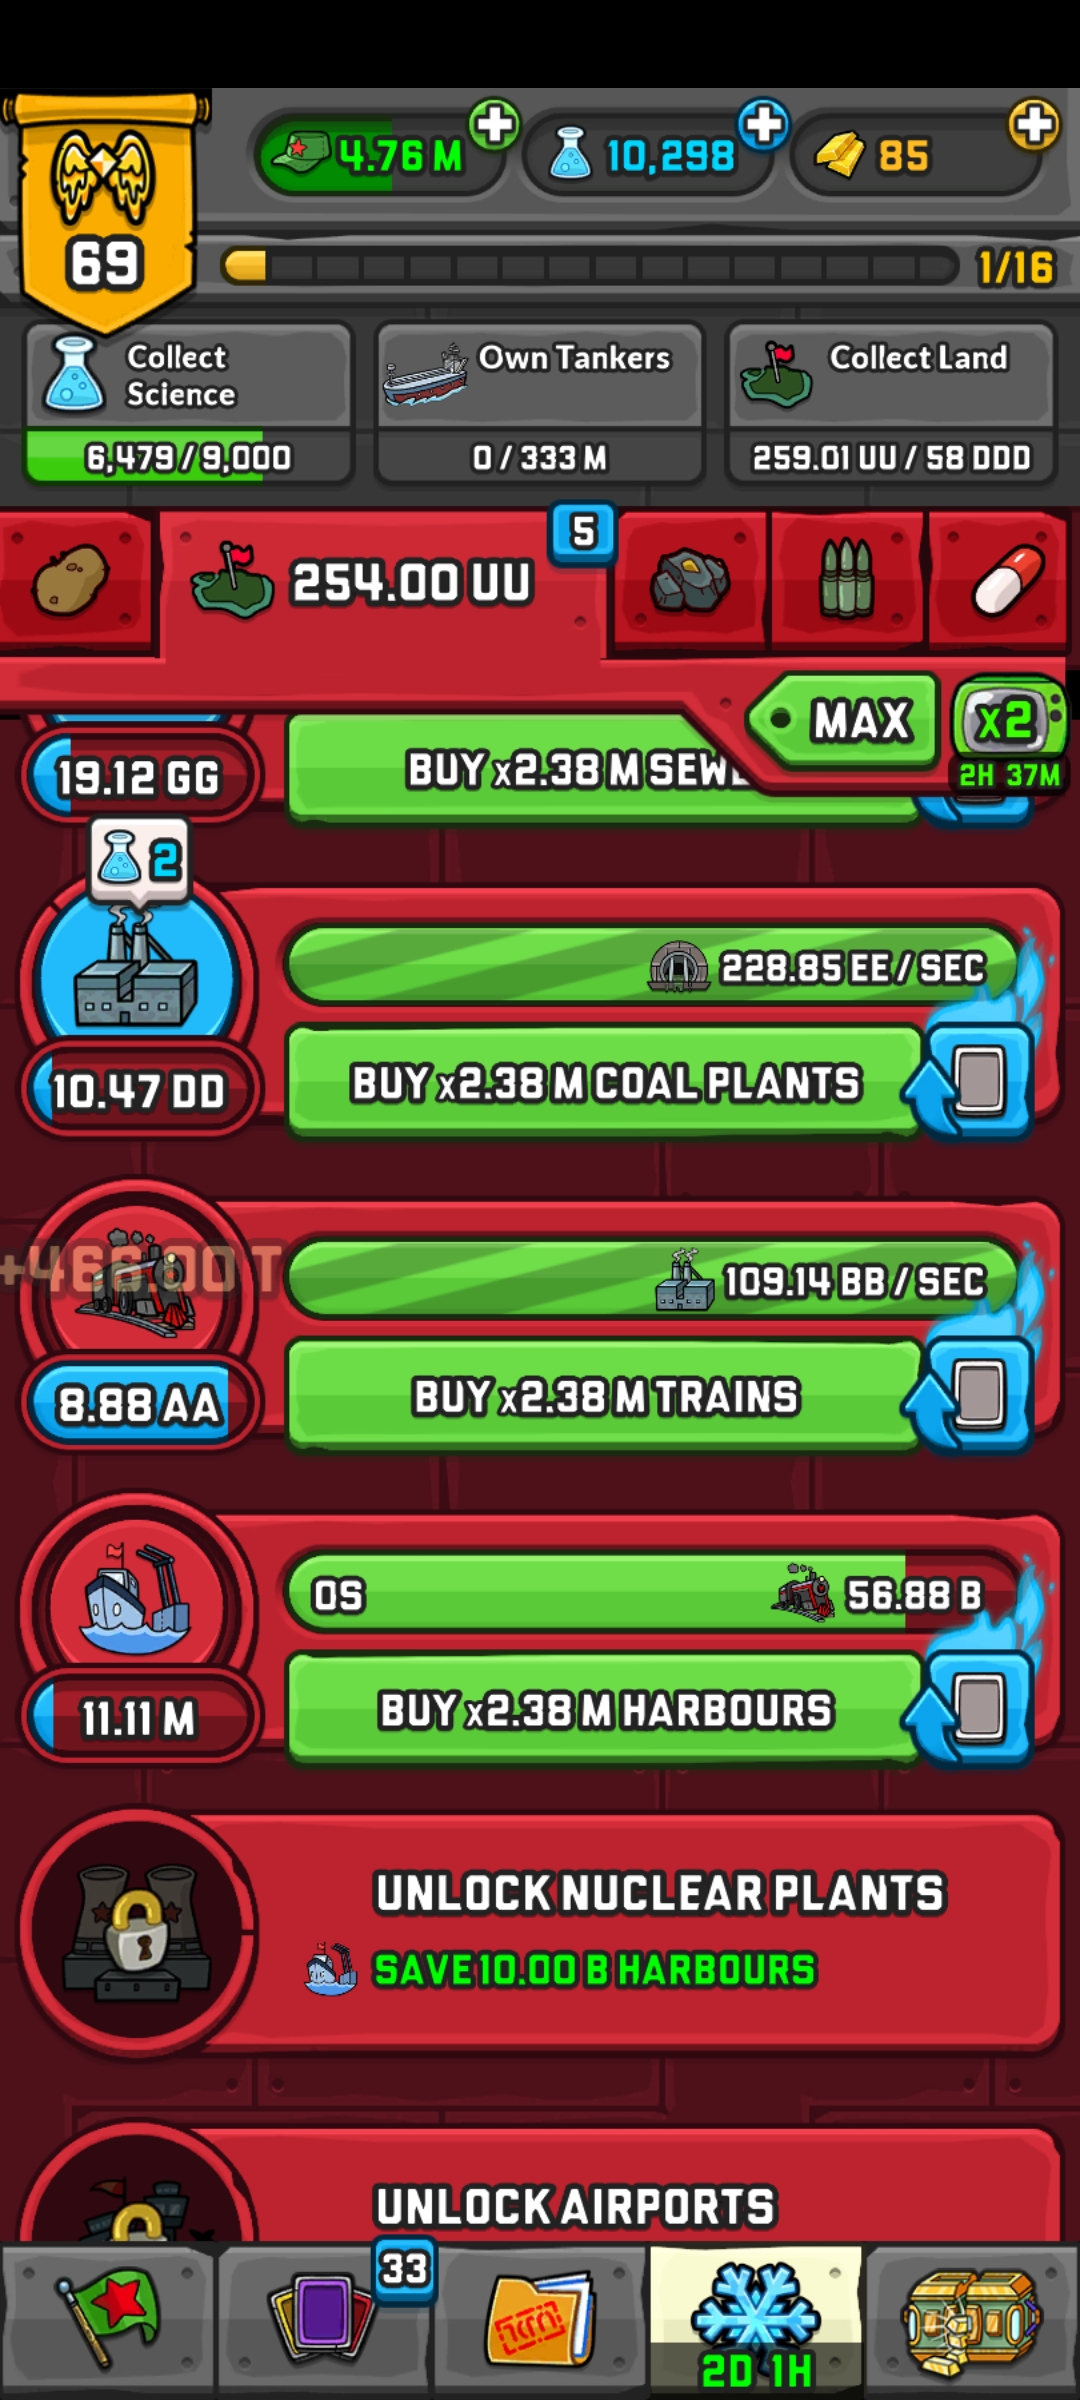 4.76 M
10,298
85
69
1/16
Collect
Science
6,479/9,000
Own Tankers
0/333 M
Collect Land
259.01 UU/58 DDD
5
254.00 UU
MAX
x2
2H 37M
19.12 GG
BUY x2.38 M
2
228.85 EE/SEC
10.47 DD
BUY x2.38 M COAL PLANTS
109.14 BB/SEC
8.88 AA
BUY x2.38 M TRAINS
0S
56.88 B
11.11 M
BUY x2.38 M HARBOURS
UNLOCK NUCLEAR PLANTS
SAVE 10.00 B HARBOURS
UNLOCK AIRPORTS
33
2D 1H